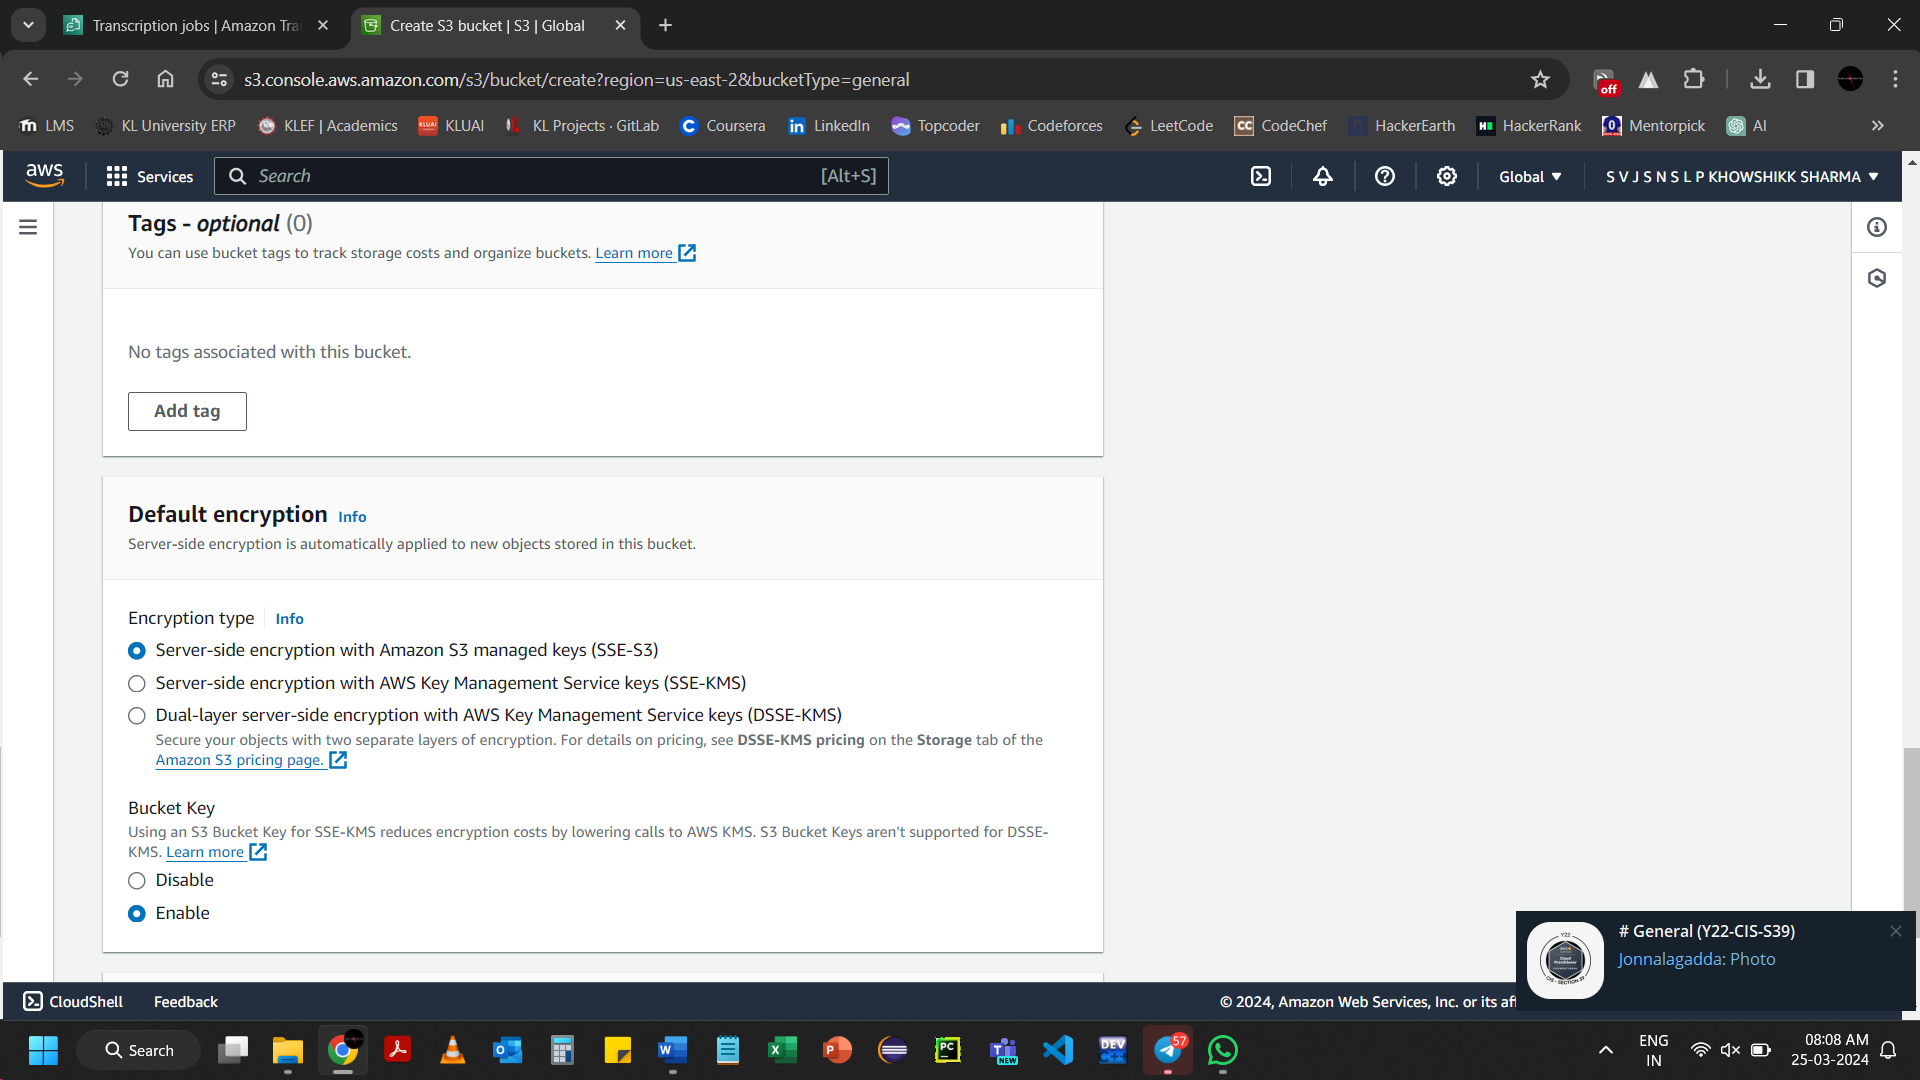 Transcription jobs | Amazon Tra
Create S3 bucket | S3 | Global
s3.console.aws.amazon.com/s3/bucket/create?region=us-east-2&bucketType=general
off
LMS
KL University ERP
KLEF | Academics
KLUAI
KL Projects · GitLab
Coursera
LinkedIn
Topcoder
Codeforces
LeetCode
CodeChef
HackerEarth
HackerRank
Mentorpick
AI
aws
Services
Search
[Alt+S]
Global
S V J S N S L P KHOWSHIKK SHARMA
Tags - optional (0)
You can use bucket tags to track storage costs and organize buckets. Learn more
No tags associated with this bucket.
Add tag
Default encryption Info
Server-side encryption is automatically applied to new objects stored in this bucket.
Encryption type Info
Server-side encryption with Amazon S3 managed keys (SSE-S3)
Server-side encryption with AWS Key Management Service keys (SSE-KMS)
Dual-layer server-side encryption with AWS Key Management Service keys (DSSE-KMS)
Secure your objects with two separate layers of encryption. For details on pricing, see DSSE-KMS pricing on the Storage tab of the
Amazon S3 pricing page.
Bucket Key
Using an S3 Bucket Key for SSE-KMS reduces encryption costs by lowering calls to AWS KMS. S3 Bucket Keys aren't supported for DSSE-
KMS. Learn more
Disable
Enable
# General (Y22-CIS-S39)
Jonnalagadda: Photo
CloudShell
Feedback
© 2024, Amazon Web Services, Inc. or its aff
Search
57
ENG
IN
08:08 AM
25-03-2024